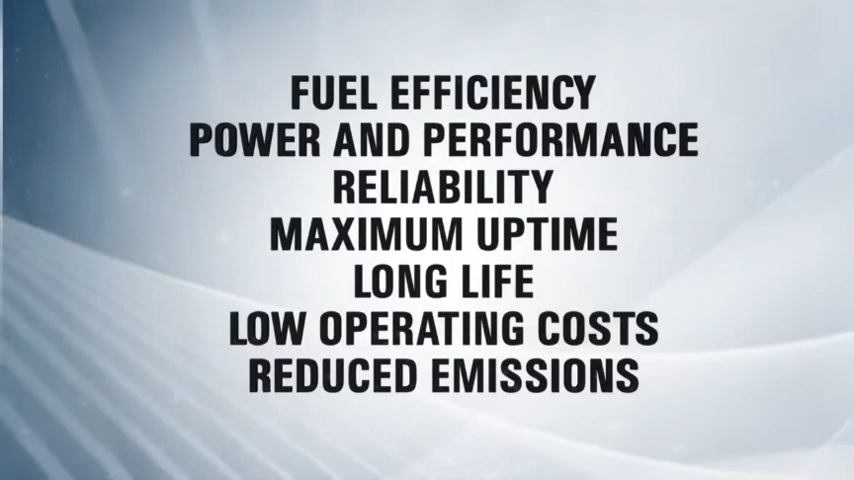 FUEL EFFICIENCY
POWER AND PERFORMANCE
RELIABILITY
MAXIMUM UPTIME
LONG LIFE
LOW OPERATING COSTS
REDUCED EMISSIONS